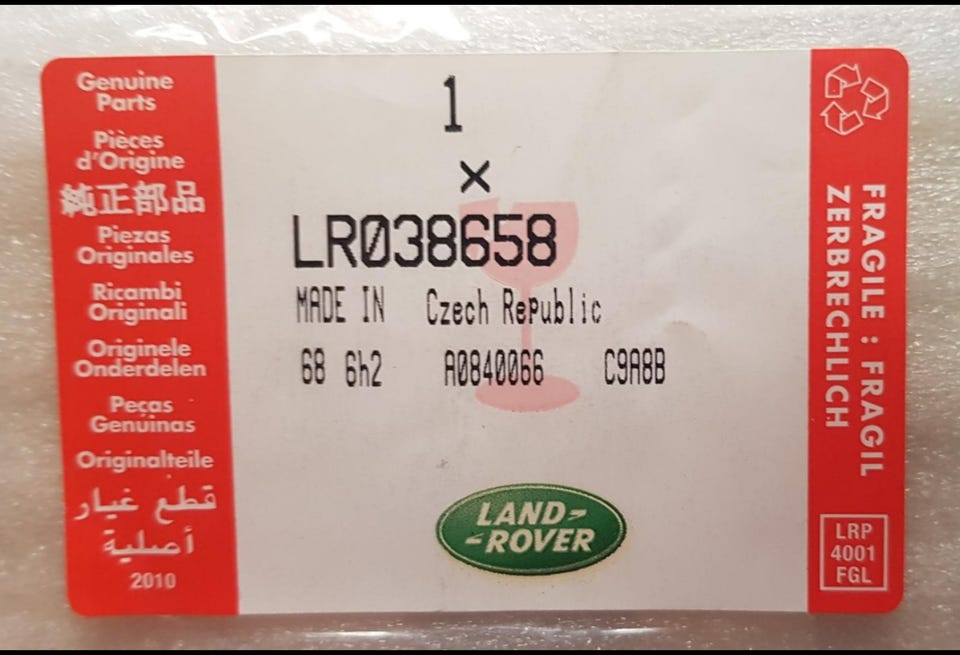 Genuine
Parts
Pièces
d'Origine
純正部品
Piezas
Originales
Ricambi
Originali
Originele
Onderdelen
Peças
Genuinas
Originalteile
قطع غيار
أصلية
2010
1
×
LR038658
MADE IN Czech Republic
68 6h2 A0840066 C9A8B
LAND-
-ROVER
FRAGILE : FRAGIL
ZERBRECHLICH
LRP
4001
FGL